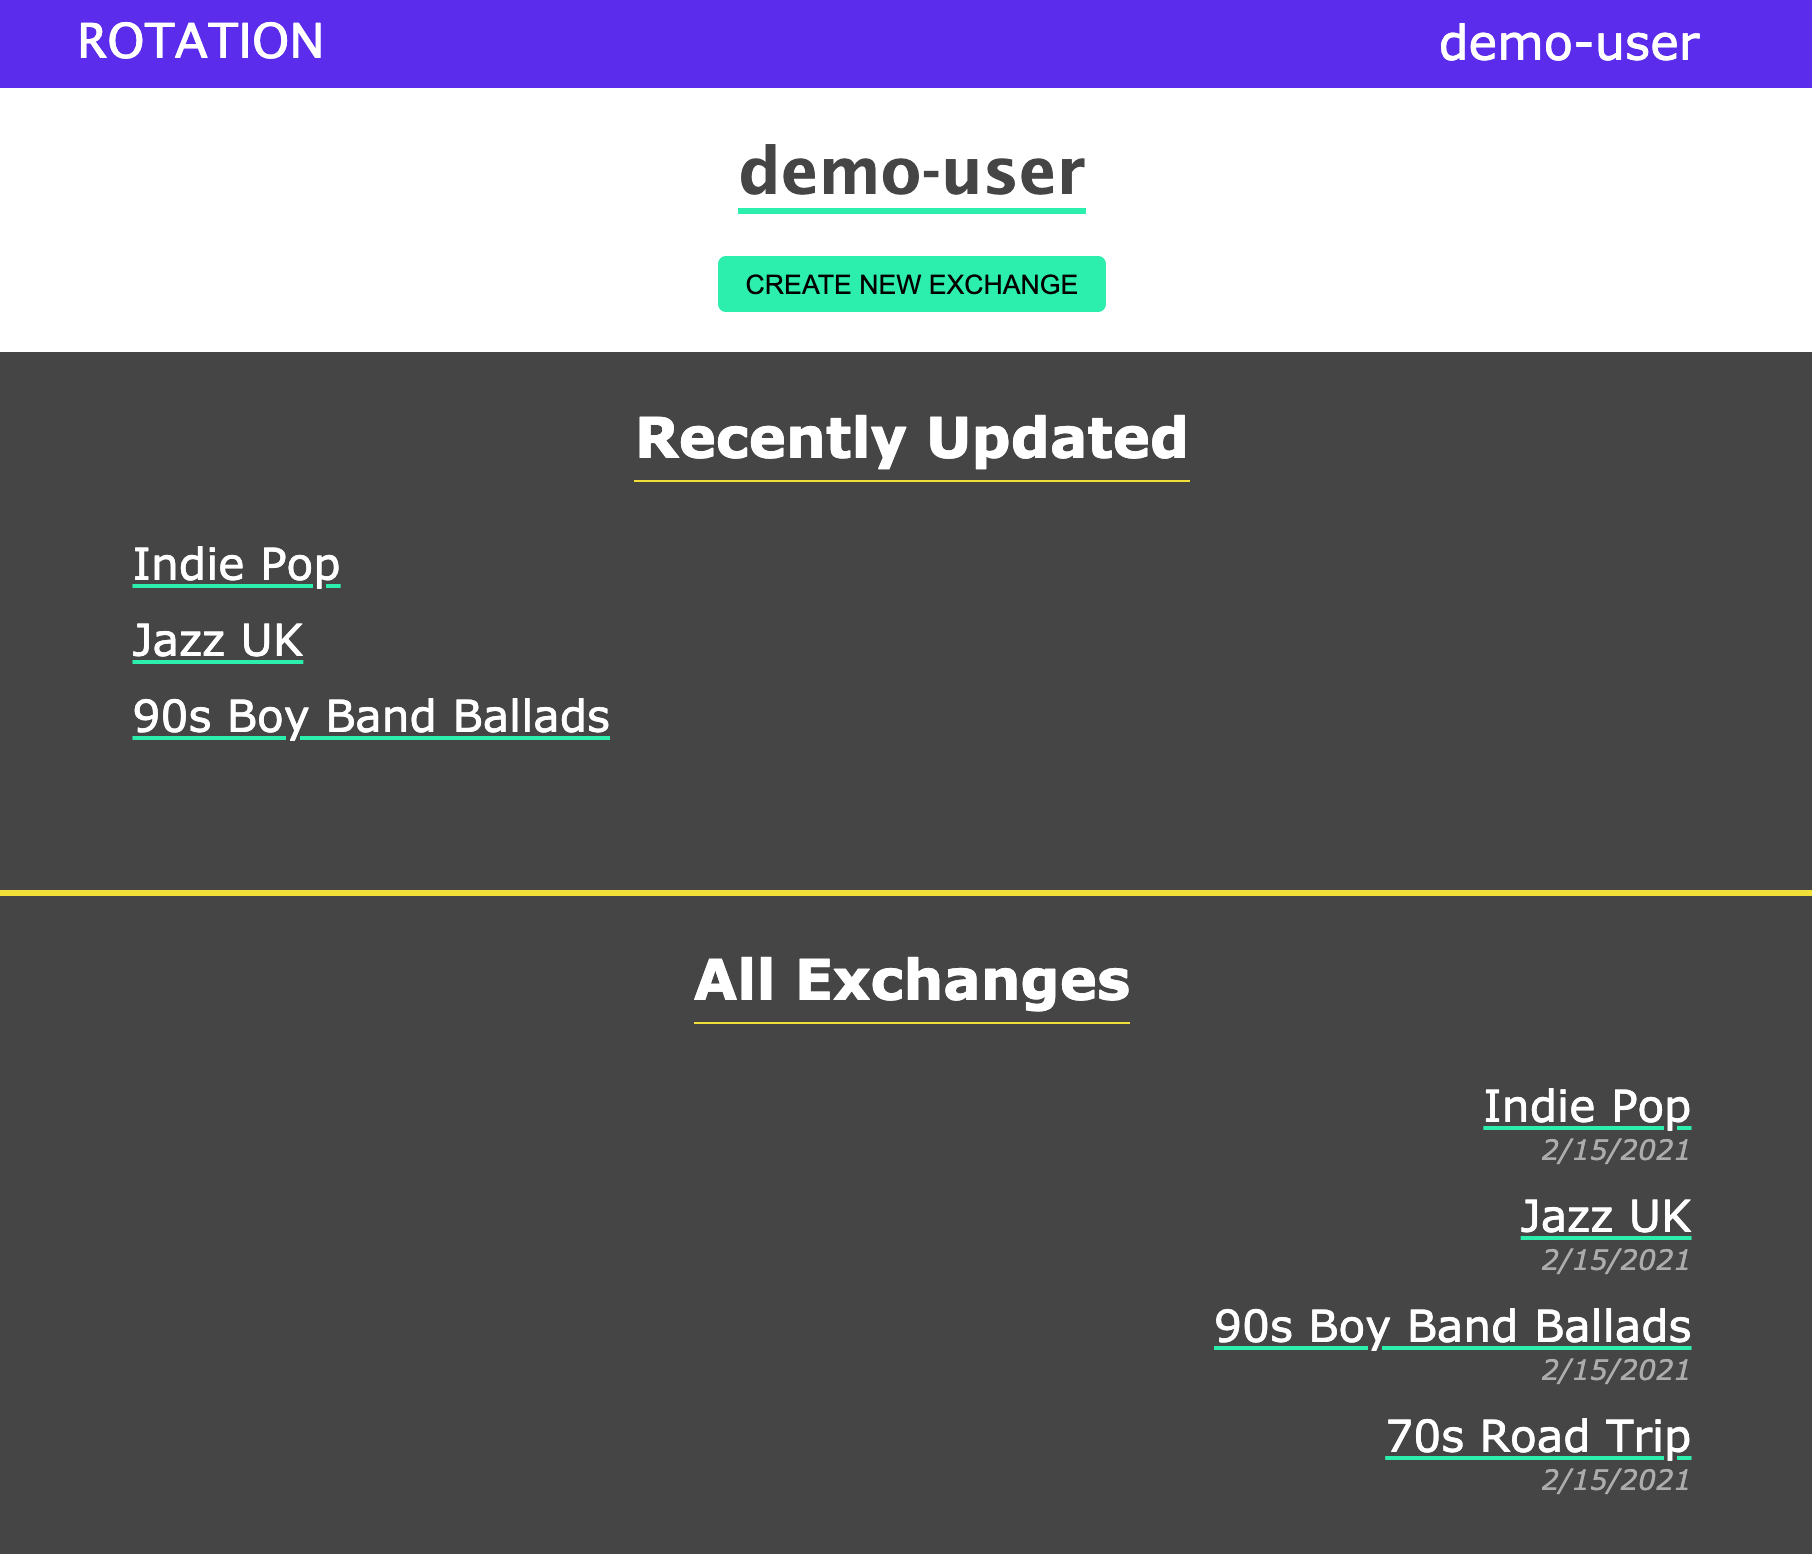 ROTATION
demo-user
demo-user
CREATE NEW EXCHANGE
Recently Updated
Indie Pop
Jazz UK
90s Boy Band Ballads
All Exchanges
Indie Pop
2/15/2021
Jazz UK
2/15/2021
90s Boy Band Ballads
2/15/2021
70s Road Trip
2/15/2021